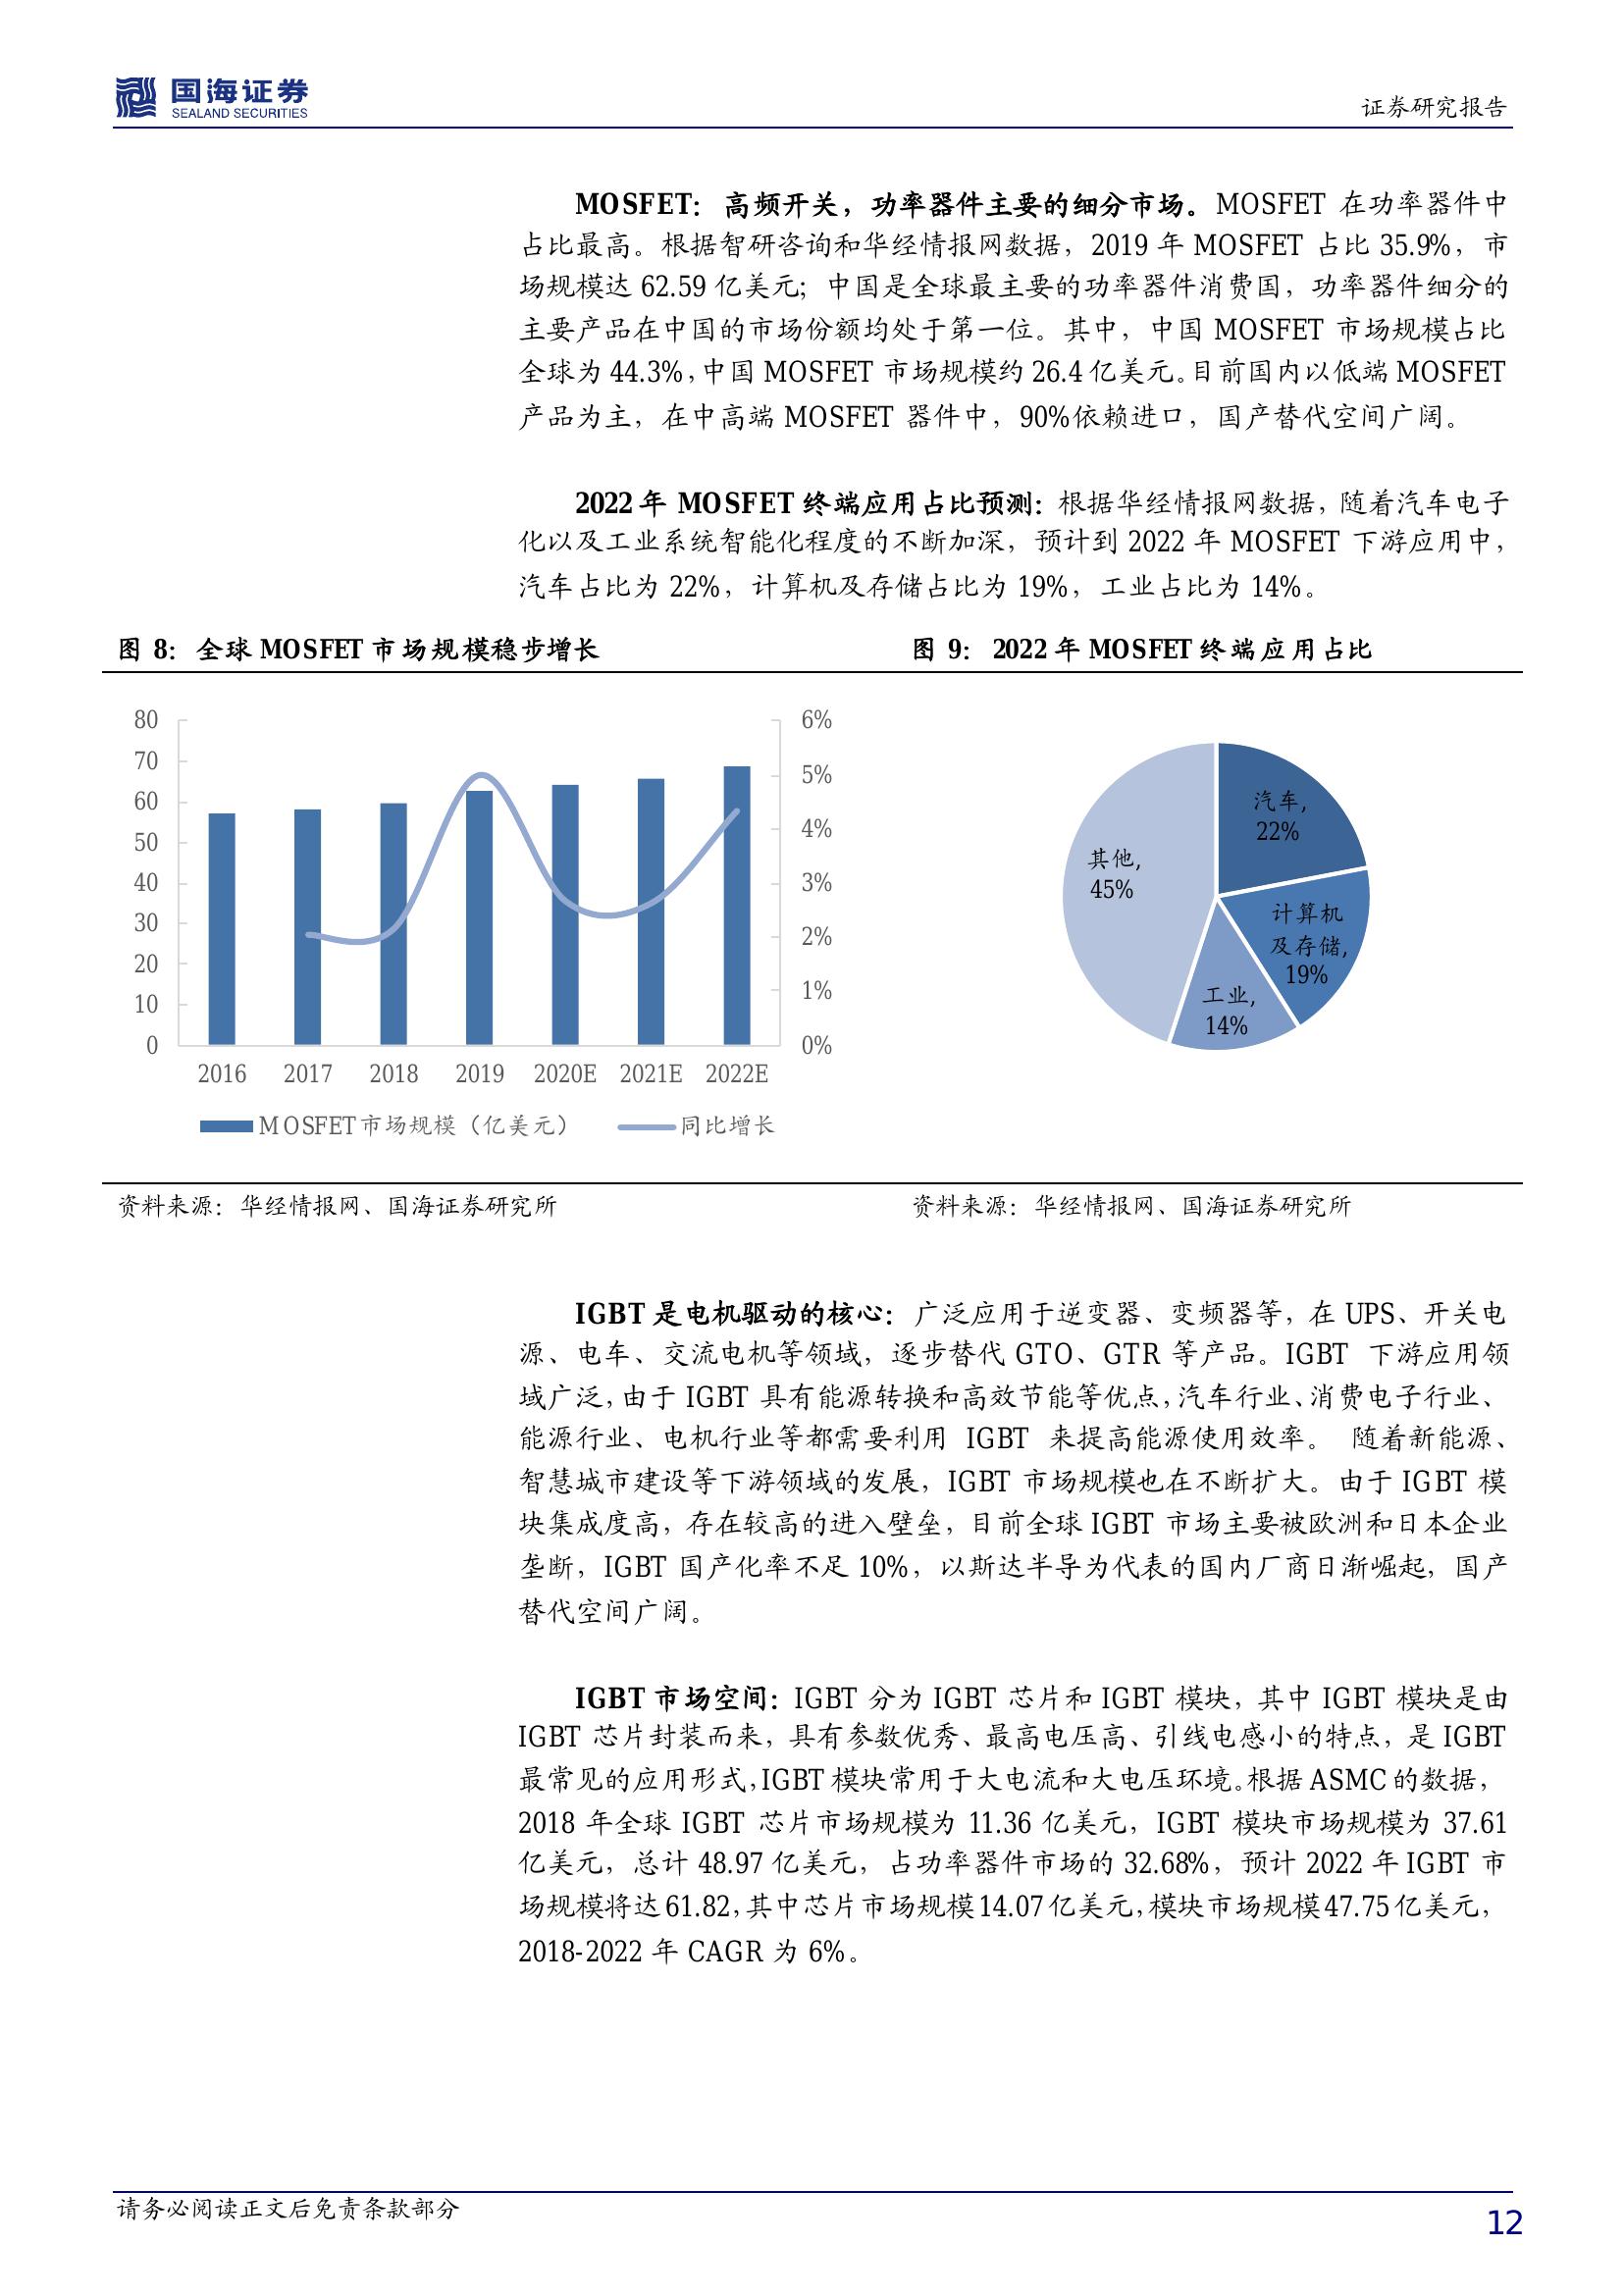 国海证券
SEALAND SECURITIES
证券研究报告
MOSFET：高频开关，功率器件主要的细分市场。MOSFET 在功率器件中
占比最高。根据智研咨询和华经情报网数据，2019 年 MOSFET 占比 35.9%，市
场规模达 62.59 亿美元；中国是全球最主要的功率器件消费国，功率器件细分的
主要产品在中国的市场份额均处于第一位。其中，中国 MOSFET 市场规模占比
全球为 44.3%，中国 MOSFET 市场规模约 26.4 亿美元。目前国内以低端 MOSFET
产品为主，在中高端 MOSFET 器件中，90%依赖进口，国产替代空间广阔。
2022 年 MOSFET 终端应用占比预测：根据华经情报网数据，随着汽车电子
化以及工业系统智能化程度的不断加深，预计到 2022 年 MOSFET 下游应用中，
汽车占比为 22%，计算机及存储占比为 19%，工业占比为 14%。
图 8：全球 MOSFET 市场规模稳步增长
80
70
60
50
40
30
20
10
0
6%
5%
4%
3%
2%
1%
0%
2016 2017 2018 2019 2020E 2021E 2022E
MOSFET市场规模（亿美元） 同比增长
图 9：2022 年 MOSFET 终端应用占比
汽车,
22%
其他,
45%
计算机
及存储,
19%
工业,
14%
资料来源：华经情报网、国海证券研究所
资料来源：华经情报网、国海证券研究所
IGBT 是电机驱动的核心：广泛应用于逆变器、变频器等，在 UPS、开关电
源、电车、交流电机等领域，逐步替代 GTO、GTR 等产品。IGBT 下游应用领
域广泛，由于 IGBT 具有能源转换和高效节能等优点，汽车行业、消费电子行业、
能源行业、电机行业等都需要利用 IGBT 来提高能源使用效率。 随着新能源、
智慧城市建设等下游领域的发展，IGBT 市场规模也在不断扩大。由于 IGBT 模
块集成度高，存在较高的进入壁垒，目前全球 IGBT 市场主要被欧洲和日本企业
垄断，IGBT 国产化率不足 10%，以斯达半导为代表的国内厂商日渐崛起，国产
替代空间广阔。
IGBT 市场空间：IGBT 分为 IGBT 芯片和 IGBT 模块，其中 IGBT 模块是由
IGBT 芯片封装而来，具有参数优秀、最高电压高、引线电感小的特点，是 IGBT
最常见的应用形式，IGBT 模块常用于大电流和大电压环境。根据 ASMC 的数据，
2018 年全球 IGBT 芯片市场规模为 11.36 亿美元，IGBT 模块市场规模为 37.61
亿美元，总计 48.97 亿美元，占功率器件市场的 32.68%，预计 2022 年 IGBT 市
场规模将达 61.82，其中芯片市场规模 14.07 亿美元，模块市场规模 47.75 亿美元，
2018-2022 年 CAGR 为 6%。
请务必阅读正文后免责条款部分
12